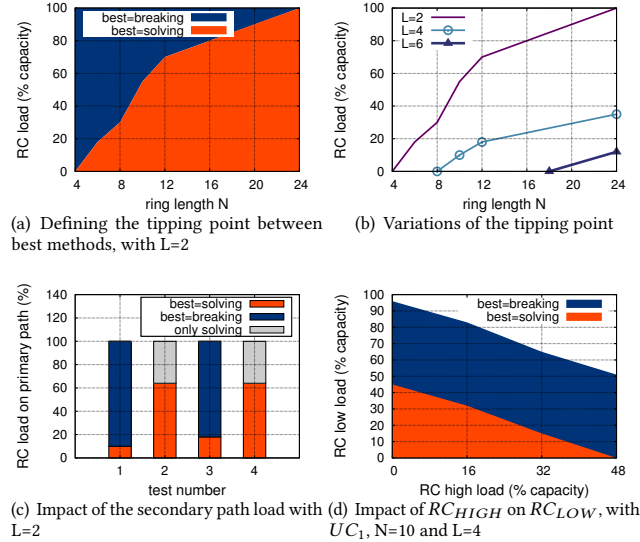 100
80
60
40
20
0
RC load (% capacity)
best=breaking
best=solving
4 8 12 16 20 24
ring length N
(a) Defining the tipping point between
best methods, with L=2
100
80
60
40
20
0
RC load (% capacity)
L=2
L=4
L=6
4 8 12 16 20 24
ring length N
(b) Variations of the tipping point
140
120
100
80
60
40
20
0
RC load on primary path (%)
best=solving
best=breaking
only solving
1 2 3 4
test number
(c) Impact of the secondary path load with
L=2
100
90
80
70
60
50
40
30
20
10
0
RC low load (% capacity)
best=breaking
best=solving
0 16 32 48
RC high load (% capacity)
(d) Impact of RC_HIGH on RC_LOW, with
UC_1, N=10 and L=4